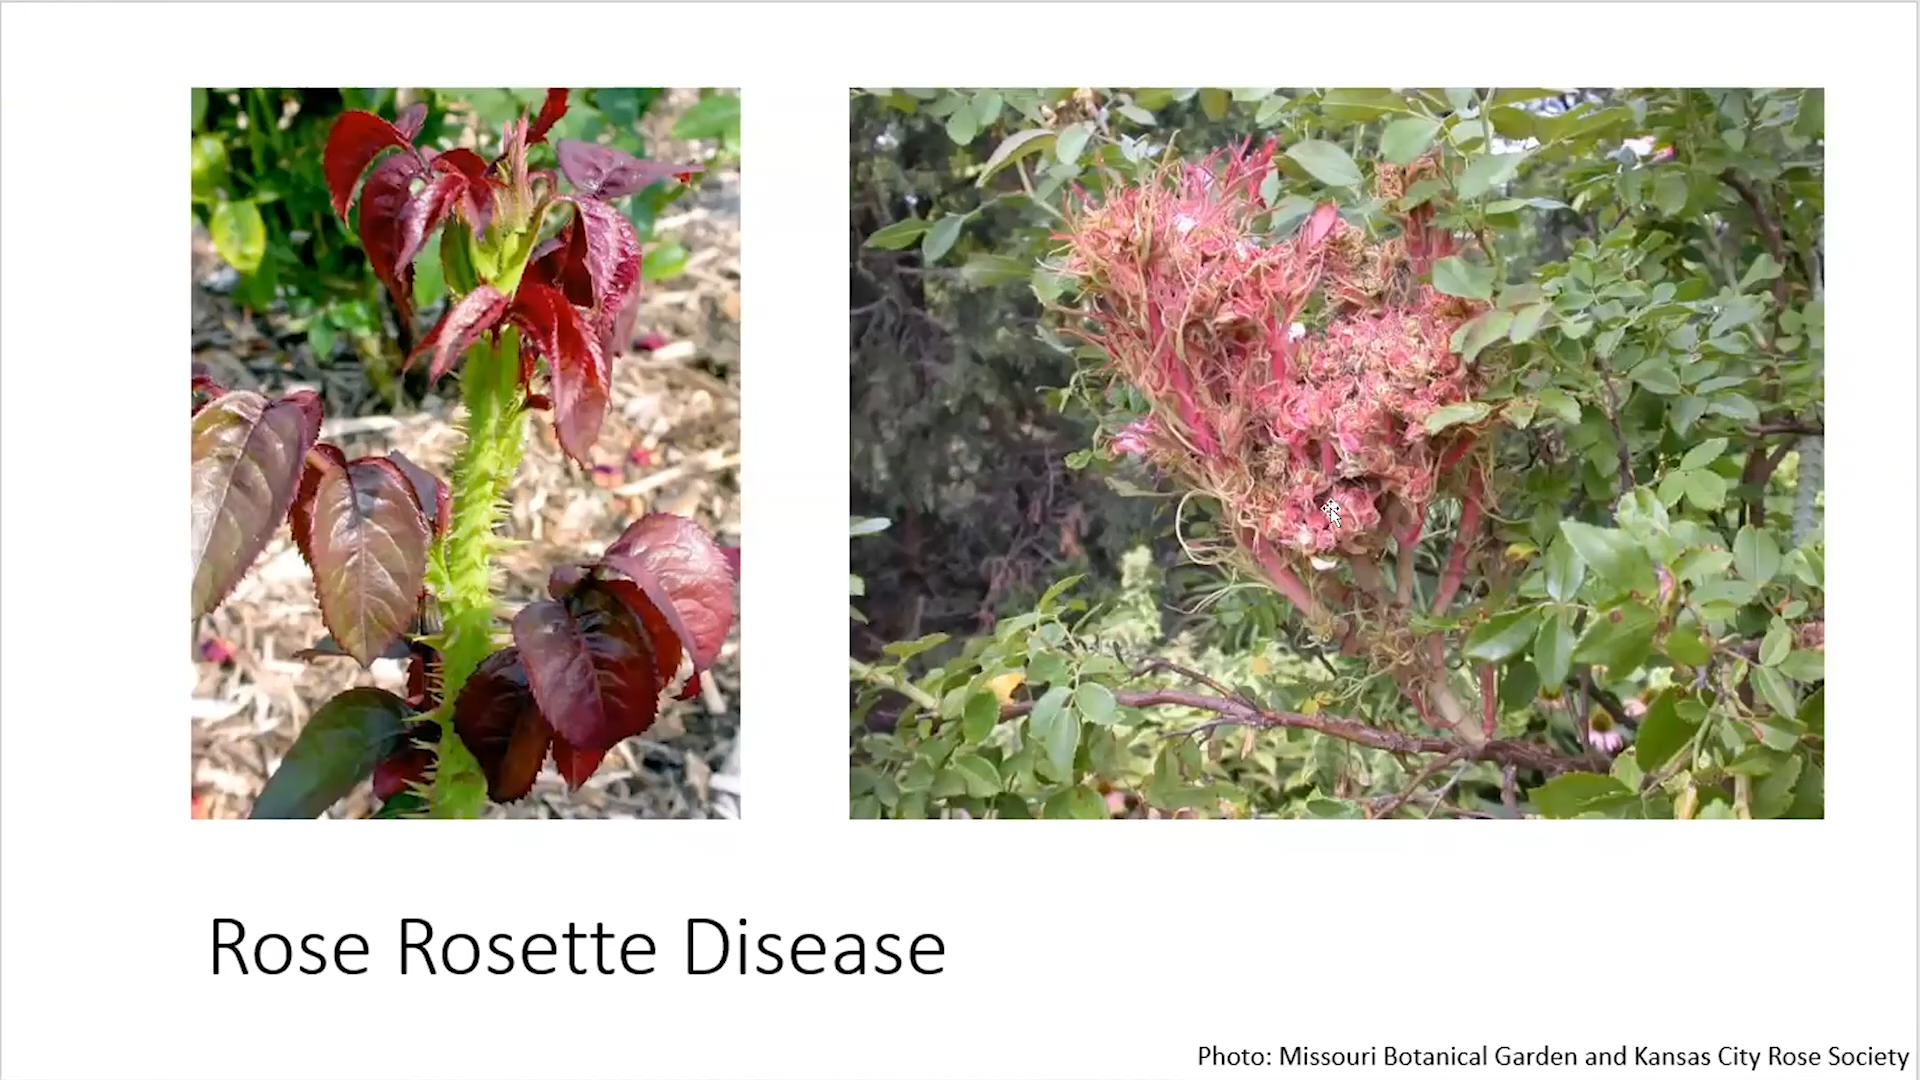 Rose Rosette Disease
Photo: Missouri Botanical Garden and Kansas City Rose Society